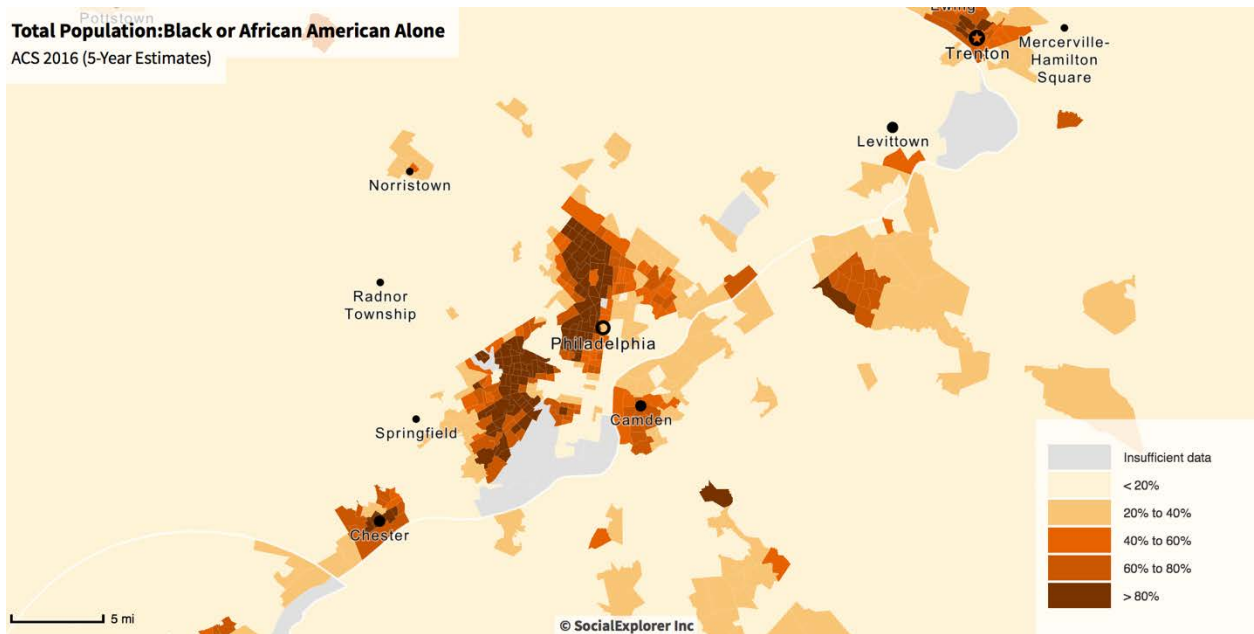 Pottstown
Total Population:Black or African American Alone
ACS 2016 (5-Year Estimates)
Ewing
Trenton
Mercerville-
Hamilton
Square
Levittown
Norristown
Radnor
Township
Philadelphia
Springfield
Camden
Chester
Insufficient data
< 20%
20% to 40%
40% to 60%
60% to 80%
> 80%
5 mi
© SocialExplorer Inc